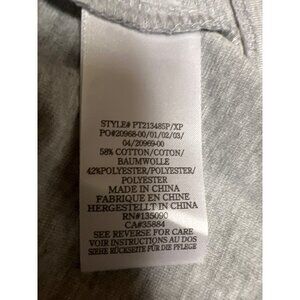 STYLE# PT213485P/XP
PO#20968-00/01/02/03/
04/20969-00
58% COTTON/COTON/
BAUMWOLLE
42%POLYESTER/POLYESTER/
POLYESTER
MADE IN CHINA
FABRIQUE EN CHINE
HERGESTELLT IN CHINA
RN#135090
CA#35884
SEE REVERSE FOR CARE
VOIR INSTRUCTIONS AU DOS
SIEHE RÜCKSEITE FÜR DIE PFLEGE